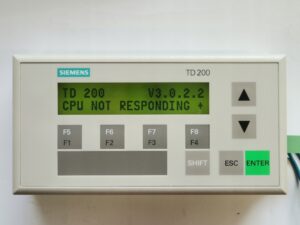 SIEMENS
TD 200
TD 200 V3.0.2.2
CPU NOT RESPONDING +
F5 F6 F7 F8
F1 F2 F3 F4
SHIFT ESC ENTER